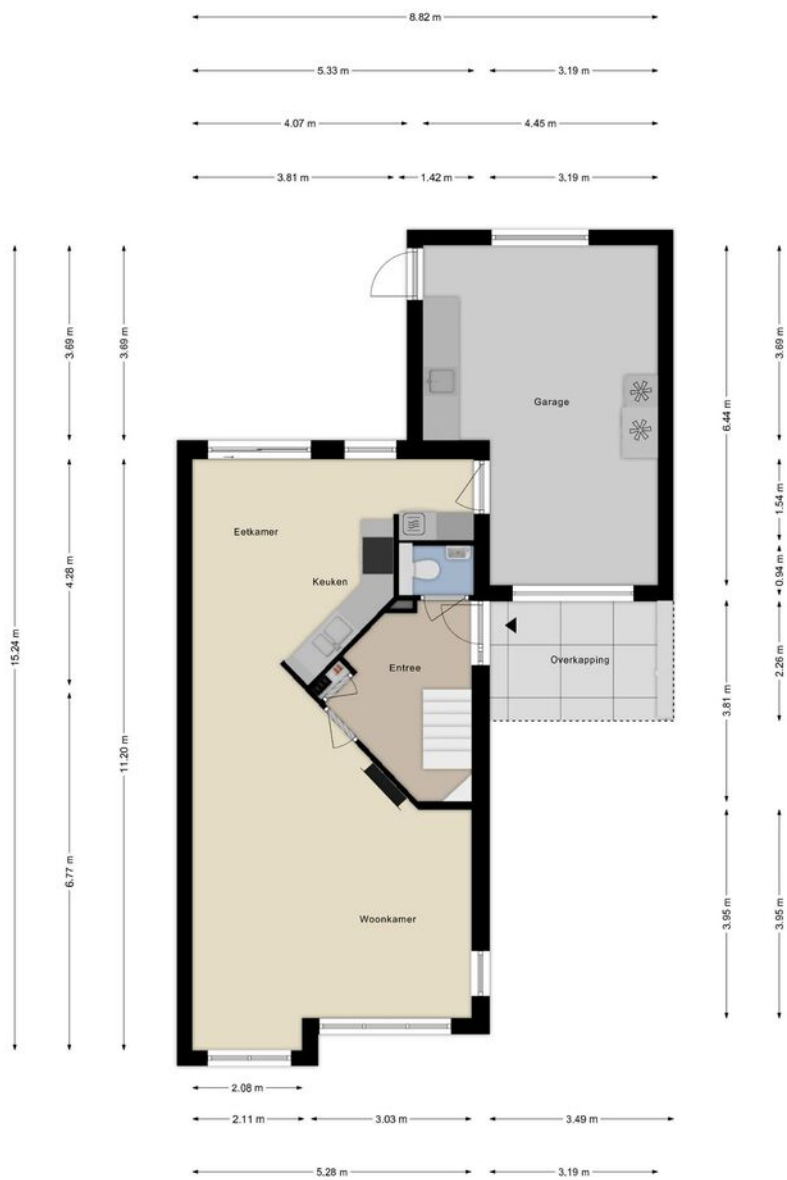 8.82 m
5.33 m
3.19 m
4.07 m
4.45 m
3.81 m
1.42 m
3.19 m
15.24 m
3.69 m
4.28 m
6.77 m
3.69 m
11.20 m
Garage
Eetkamer
Keuken
Entree
Overkapping
Woonkamer
6.44 m
3.81 m
3.95 m
3.69 m
1.54 m
0.94 m
2.26 m
3.95 m
2.08 m
2.11 m
3.03 m
3.49 m
5.28 m
3.19 m